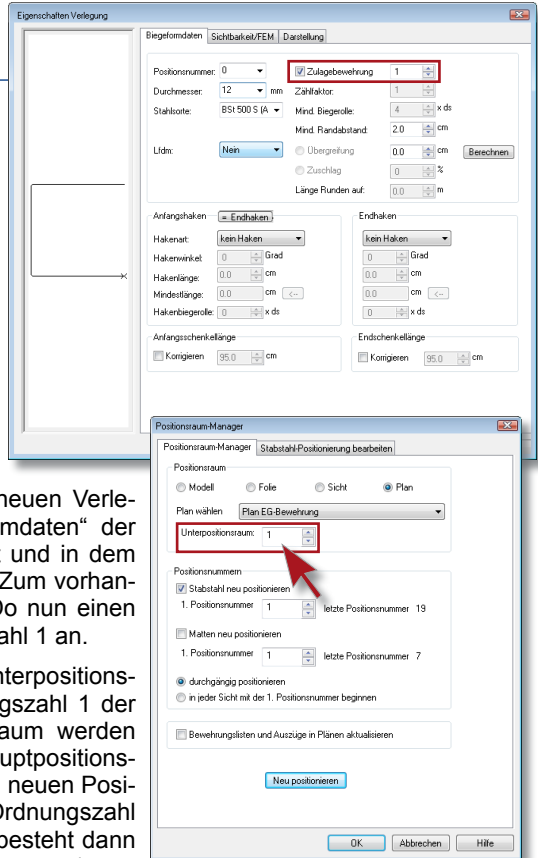 Eigenschaften Verlegung
Biegeformdaten Sichtbarkeit/FEM Darstellung
Positionsnummer: 0 Zulagebewehrung 1
Durchmesser: 12 mm Zählfaktor: 1
Stahlsorte: BSt 500 S (A Mind. Biegerolle: 4 x ds
Mind. Randabstand: 2.0 cm
Lfdm: Nein Übergreifung 0.0 cm Berechnen
Zuschlag 0 %
Länge Runden auf: 0.0 m
Anfangshaken = Endhaken Endhaken
Hakenart: kein Haken kein Haken
Hakenwinkel: 0 Grad 0 Grad
Hakenlänge: 0.0 cm 0.0 cm
Mindestlänge: 0.0 cm <-- 0.0 cm <--
Hakenbiegerolle: 0 x ds 0 x ds
Anfangsschenkellänge Endschenkellänge
Korrigieren 95.0 cm Korrigieren 95.0 cm
Positionsraum-Manager
Positionsraum-Manager Stabstahl-Positionierung bearbeiten
Positionsraum
Modell Folie Sicht Plan
Plan wählen Plan EG-Bewehrung
Unterpositionsraum: 1
Positionsnummern
Stabstahl neu positionieren
1. Positionsnummer 1 letzte Positionsnummer 19
Matten neu positionieren
1. Positionsnummer 1 letzte Positionsnummer 7
durchgängig positionieren
in jeder Sicht mit der 1. Positionsnummer beginnen
Bewehrungslisten und Auszüge in Plänen aktualisieren
Neu positionieren
OK Abbrechen Hilfe
neuen Verle-
mdaten“ der
t und in dem
Zum vorhan-
Do nun einen
ahl 1 an.
nterpositions-
gszahl 1 der
aum werden
auptpositions-
neuen Posi-
Ordnungszahl
besteht dann